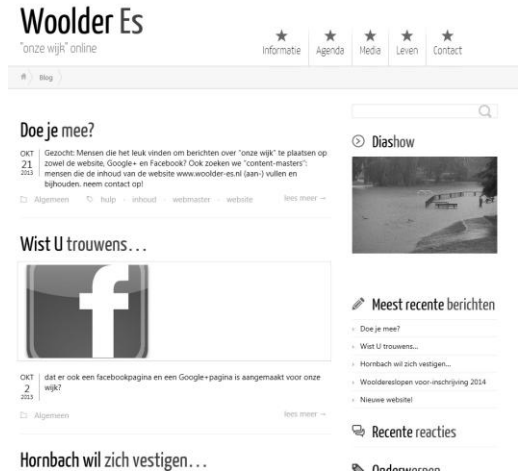 Woolder Es
"onze wijk" online
Informatie
Agenda
Media
Leven
Contact
Blog
Doe je mee?
OKT
21
2013
Gezocht: Mensen die het leuk vinden om berichten over "onze wijk" te plaatsen op
zowel de website, Google+ en Facebook? Ook zoeken we "content-masters":
mensen die de inhoud van de website www.woolder-es.nl (aan-) vullen en
bijhouden. neem contact op!
Algemeen
hulp
inhoud
webmaster
website
lees meer →
Wist U trouwens...
f
OKT
2
2013
dat er ook een facebookpagina en een Google+pagina is aangemaakt voor onze
wijk?
Algemeen
lees meer →
Hornbach wil zich vestigen...
Diashow
Meest recente berichten
Doe je mee?
Wist U trouwens...
Hornbach wil zich vestigen...
Wooldereslopen voor-inschrijving 2014
Nieuwe website!
Recente reacties
Onderwerpen